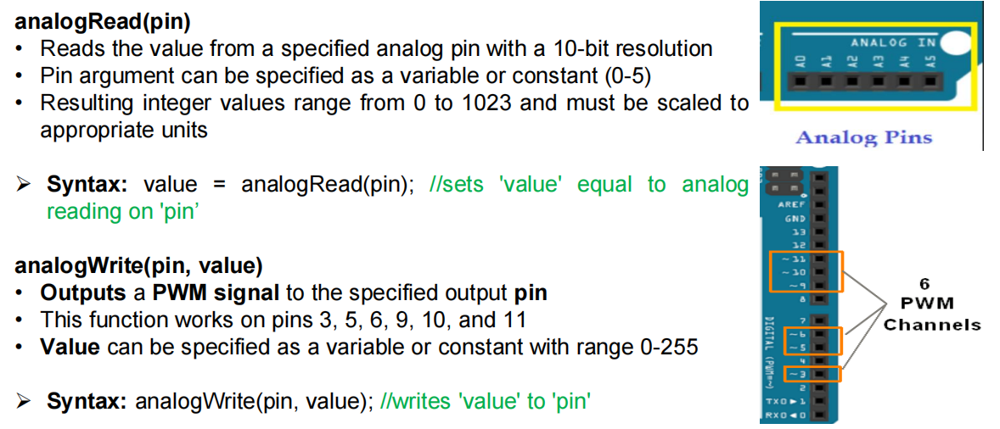 analogRead(pin)
• Reads the value from a specified analog pin with a 10-bit resolution
• Pin argument can be specified as a variable or constant (0-5)
• Resulting integer values range from 0 to 1023 and must be scaled to
appropriate units
➢ Syntax: value = analogRead(pin); //sets 'value' equal to analog
reading on 'pin’
analogWrite(pin, value)
• Outputs a PWM signal to the specified output pin
• This function works on pins 3, 5, 6, 9, 10, and 11
• Value can be specified as a variable or constant with range 0-255
➢ Syntax: analogWrite(pin, value); //writes 'value' to 'pin'
ANALOG IN
A0 A1 A2 A3 A4 A5
Analog Pins
AREF
GND
13
12
~11
~10
~9
8
7
~6
~5
4
~3
2
TX0►1
RX0◄0
DIGITAL (PWM=~)
6
PWM
Channels